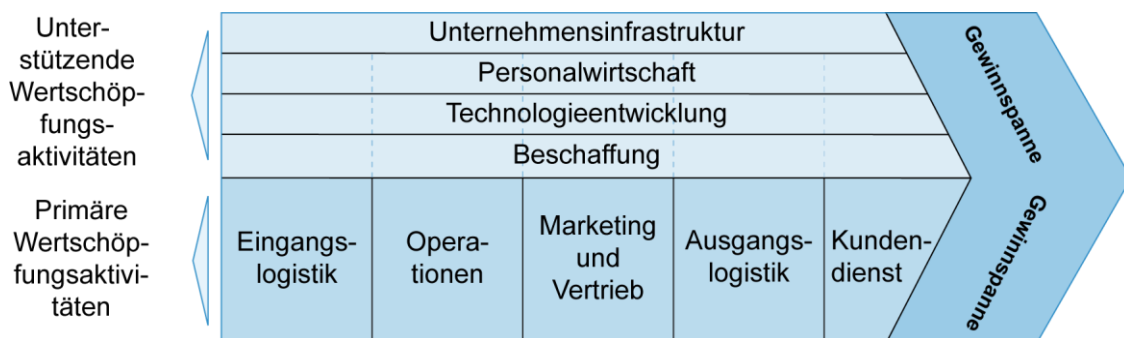 Unter-
stützende
Wertschöp-
fungs-
aktivitäten
Unternehmensinfrastruktur
Personalwirtschaft
Technologieentwicklung
Beschaffung
Gewinnspanne
Primäre
Wertschöp-
fungsaktivi-
täten
Eingangs-
logistik
Opera-
tionen
Marketing
und
Vertrieb
Ausgangs-
logistik
Kunden-
dienst
Gewinnspanne